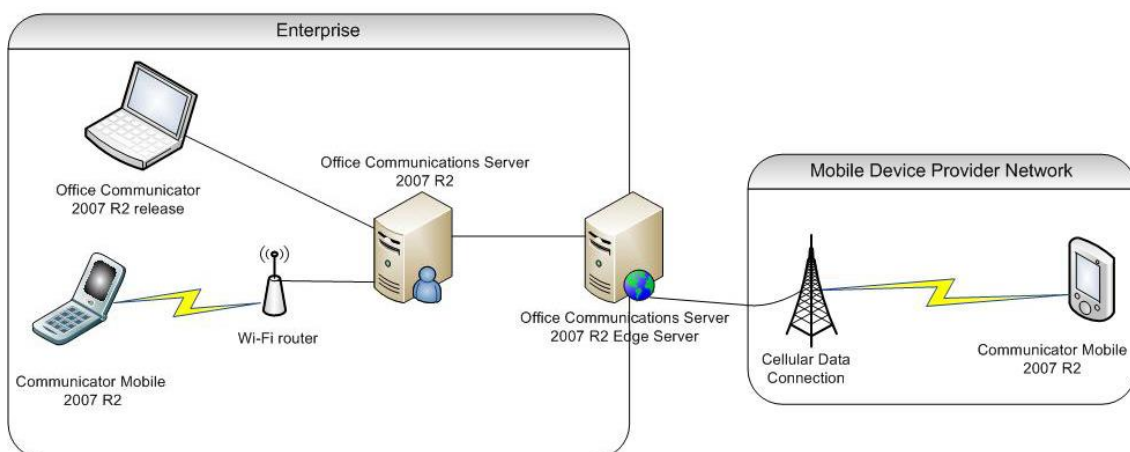 Enterprise
Office Communicator
2007 R2 release
Office Communications Server
2007 R2
Communicator Mobile
2007 R2
Wi-Fi router
Office Communications Server
2007 R2 Edge Server
Mobile Device Provider Network
Cellular Data
Connection
Communicator Mobile
2007 R2